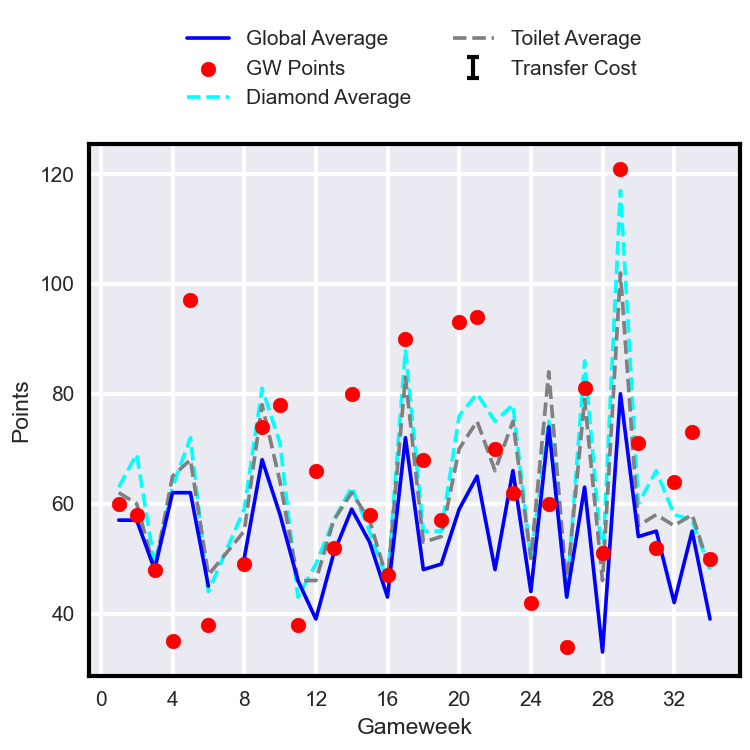 Global Average
GW Points
Diamond Average
Toilet Average
Transfer Cost
120
100
80
60
40
Points
0 4 8 12 16 20 24 28 32
Gameweek